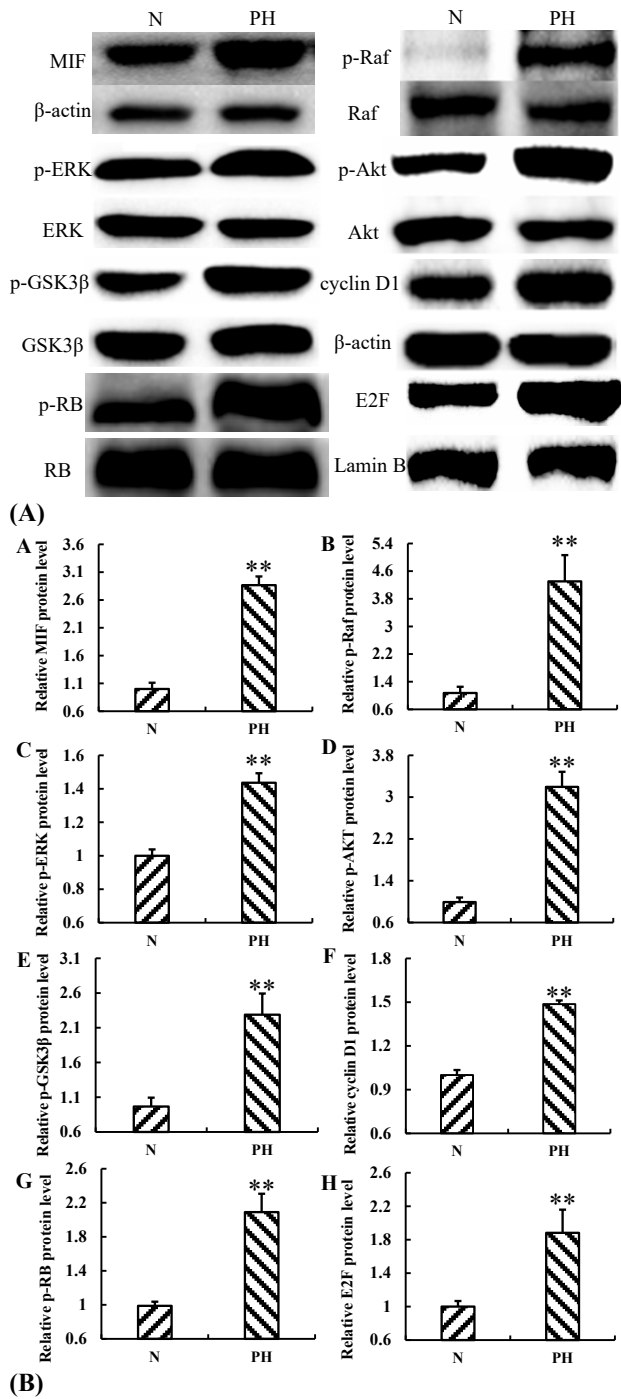 N PH N PH
MIF p-Raf
β-actin Raf
p-ERK p-Akt
ERK Akt
p-GSK3β cyclin D1
GSK3β β-actin
p-RB E2F
RB Lamin B
(A)
A
Relative MIF protein level
3.6
3.1
2.6
2.1
1.6
1.1
0.6
**
N PH
B
Relative p-Raf protein level
5.4
4.6
3.8
3
2.2
1.4
0.6
**
N PH
C
Relative p-ERK protein level
1.6
1.4
1.2
1
0.8
0.6
**
N PH
D
Relative p-AKT protein level
3.8
3
2.2
1.4
0.6
**
N PH
E
Relative p-GSK3β protein level
3.1
2.6
2.1
1.6
1.1
0.6
**
N PH
F
Relative cyclin D1 protein level
1.8
1.5
1.2
0.9
0.6
**
N PH
G
Relative p-RB protein level
2.6
2.2
1.8
1.4
1
0.6
**
N PH
H
Relative E2F protein level
2.6
2.2
1.8
1.4
1
0.6
**
N PH
(B)